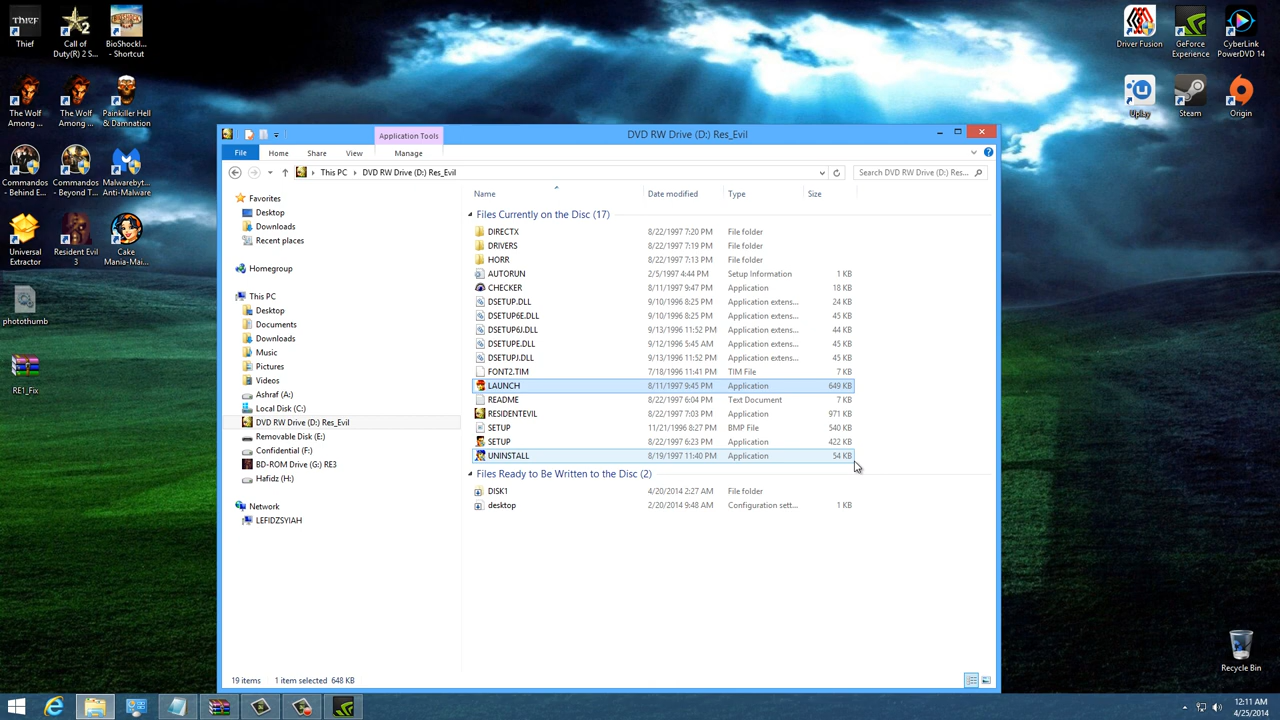 Thief
Call of
Duty(R) 2 S...
BioShockI...
- Shortcut
Driver Fusion
GeForce
Experience
CyberLink
PowerDVD 14
The Wolf
Among ...
The Wolf
Among ...
Painkiller Hell
& Damnation
Uplay
Steam
Origin
Commandos
- Behind E...
Commandos
- Beyond T...
Malwarebyt...
Anti-Malware
Universal
Extractor
Resident Evil
3
Cake
Mania-Mai...
photothumb
RE1_Fix
Recycle Bin
Application Tools
DVD RW Drive (D:) Res_Evil
File Home Share View Manage
This PC DVD RW Drive (D:) Res_Evil
Search DVD RW Drive (D:) Res...
Favorites
Desktop
Downloads
Recent places
Homegroup
This PC
Desktop
Documents
Downloads
Music
Pictures
Videos
Ashraf (A:)
Local Disk (C:)
DVD RW Drive (D:) Res_Evil
Removable Disk (E:)
Confidential (F:)
BD-ROM Drive (G:) RE3
Hafidz (H:)
Network
LEFIDZSYIAH
Name Date modified Type Size
Files Currently on the Disc (17)
DIRECTX 8/22/1997 7:20 PM File folder
DRIVERS 8/22/1997 7:19 PM File folder
HORR 8/22/1997 7:13 PM File folder
AUTORUN 2/5/1997 4:44 PM Setup Information 1 KB
CHECKER 8/11/1997 9:47 PM Application 18 KB
DSETUP.DLL 9/10/1996 8:25 PM Application extens... 24 KB
DSETUP6E.DLL 9/10/1996 8:25 PM Application extens... 45 KB
DSETUP6J.DLL 9/13/1996 11:52 PM Application extens... 44 KB
DSETUPE.DLL 9/12/1996 5:45 AM Application extens... 45 KB
DSETUPJ.DLL 9/13/1996 11:52 PM Application extens... 45 KB
FONT2.TIM 7/18/1996 11:41 PM TIM File 7 KB
LAUNCH 8/11/1997 9:45 PM Application 649 KB
README 8/22/1997 6:04 PM Text Document 7 KB
RESIDENTEVIL 8/22/1997 7:03 PM Application 971 KB
SETUP 11/21/1996 8:27 PM BMP File 540 KB
SETUP 8/22/1997 6:23 PM Application 422 KB
UNINSTALL 8/19/1997 11:40 PM Application 54 KB
Files Ready to Be Written to the Disc (2)
DISK1 4/20/2014 2:27 AM File folder
desktop 2/20/2014 9:48 AM Configuration sett... 1 KB
19 items 1 item selected 648 KB
12:11 AM
4/25/2014